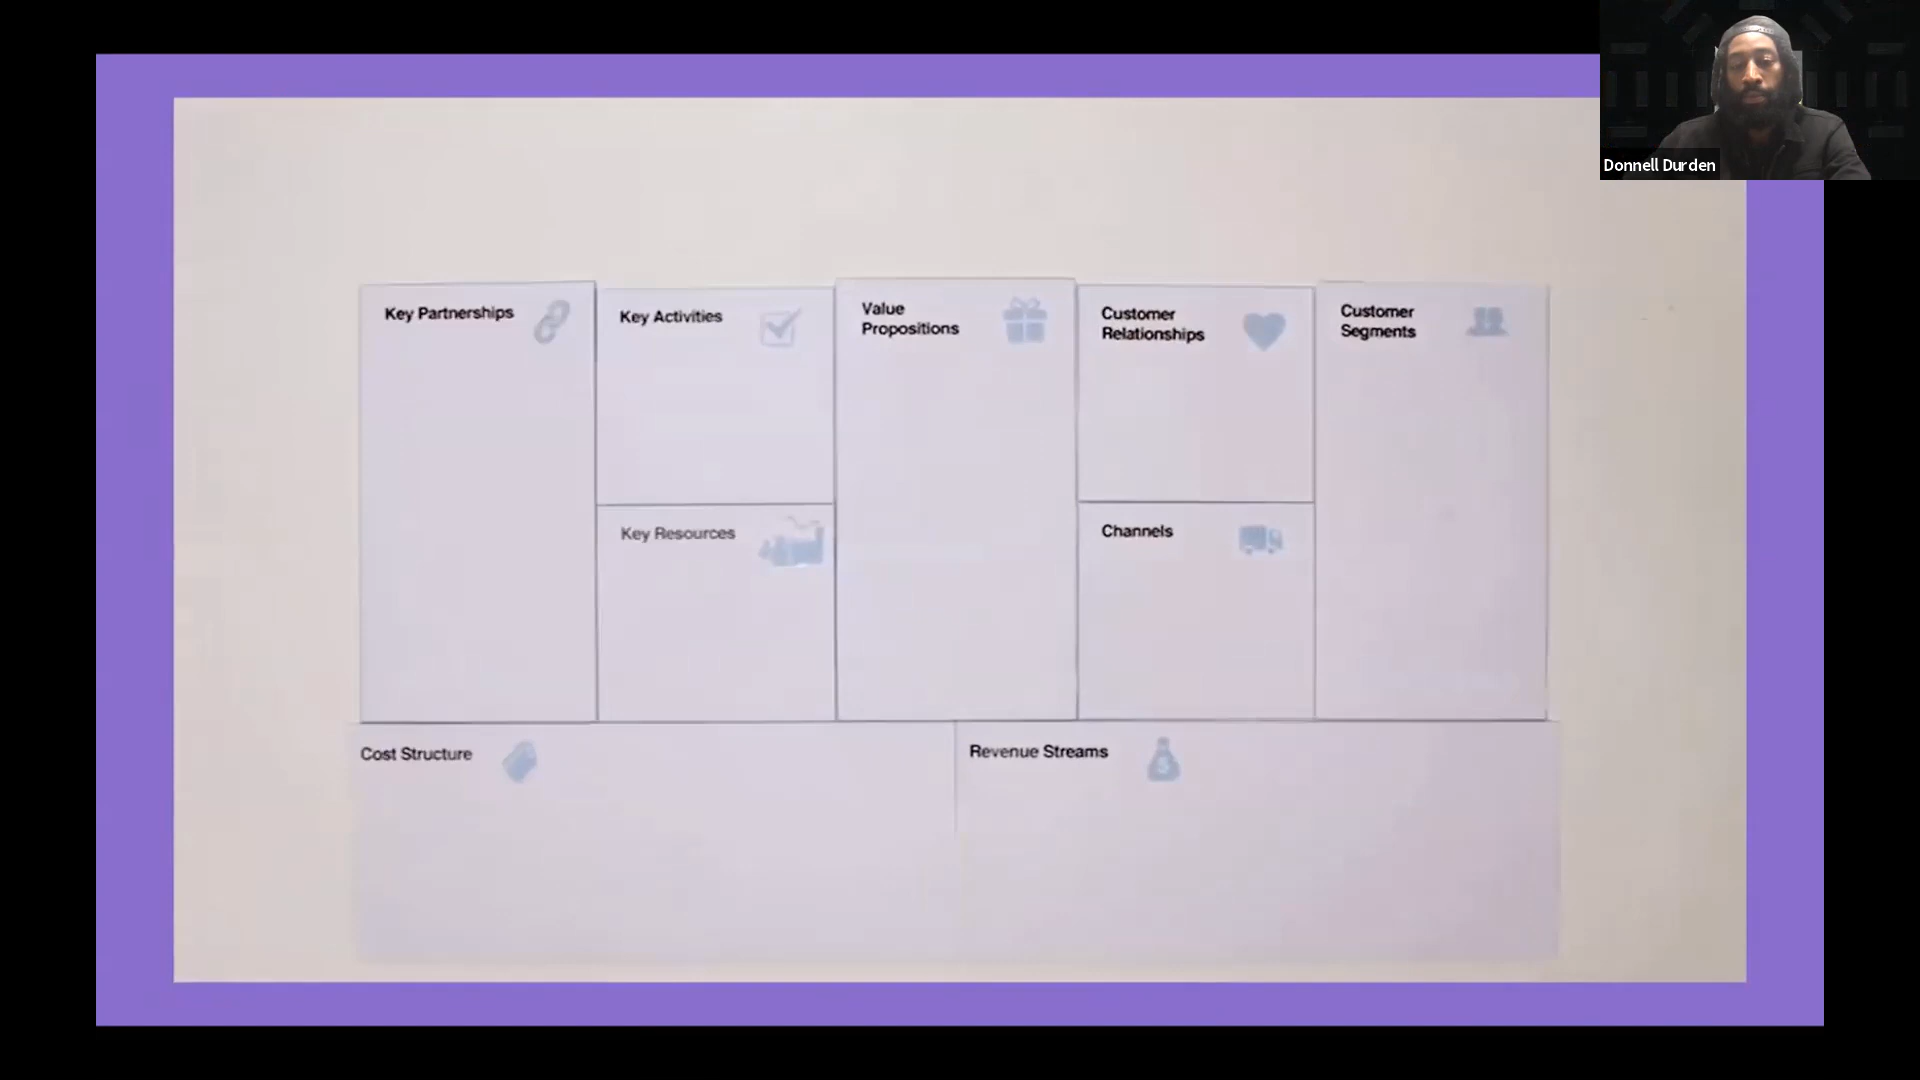 Donnell Durden
Key Partnerships
Key Activities
Value
Propositions
Customer
Relationships
Customer
Segments
Key Resources
Channels
Cost Structure
Revenue Streams
$